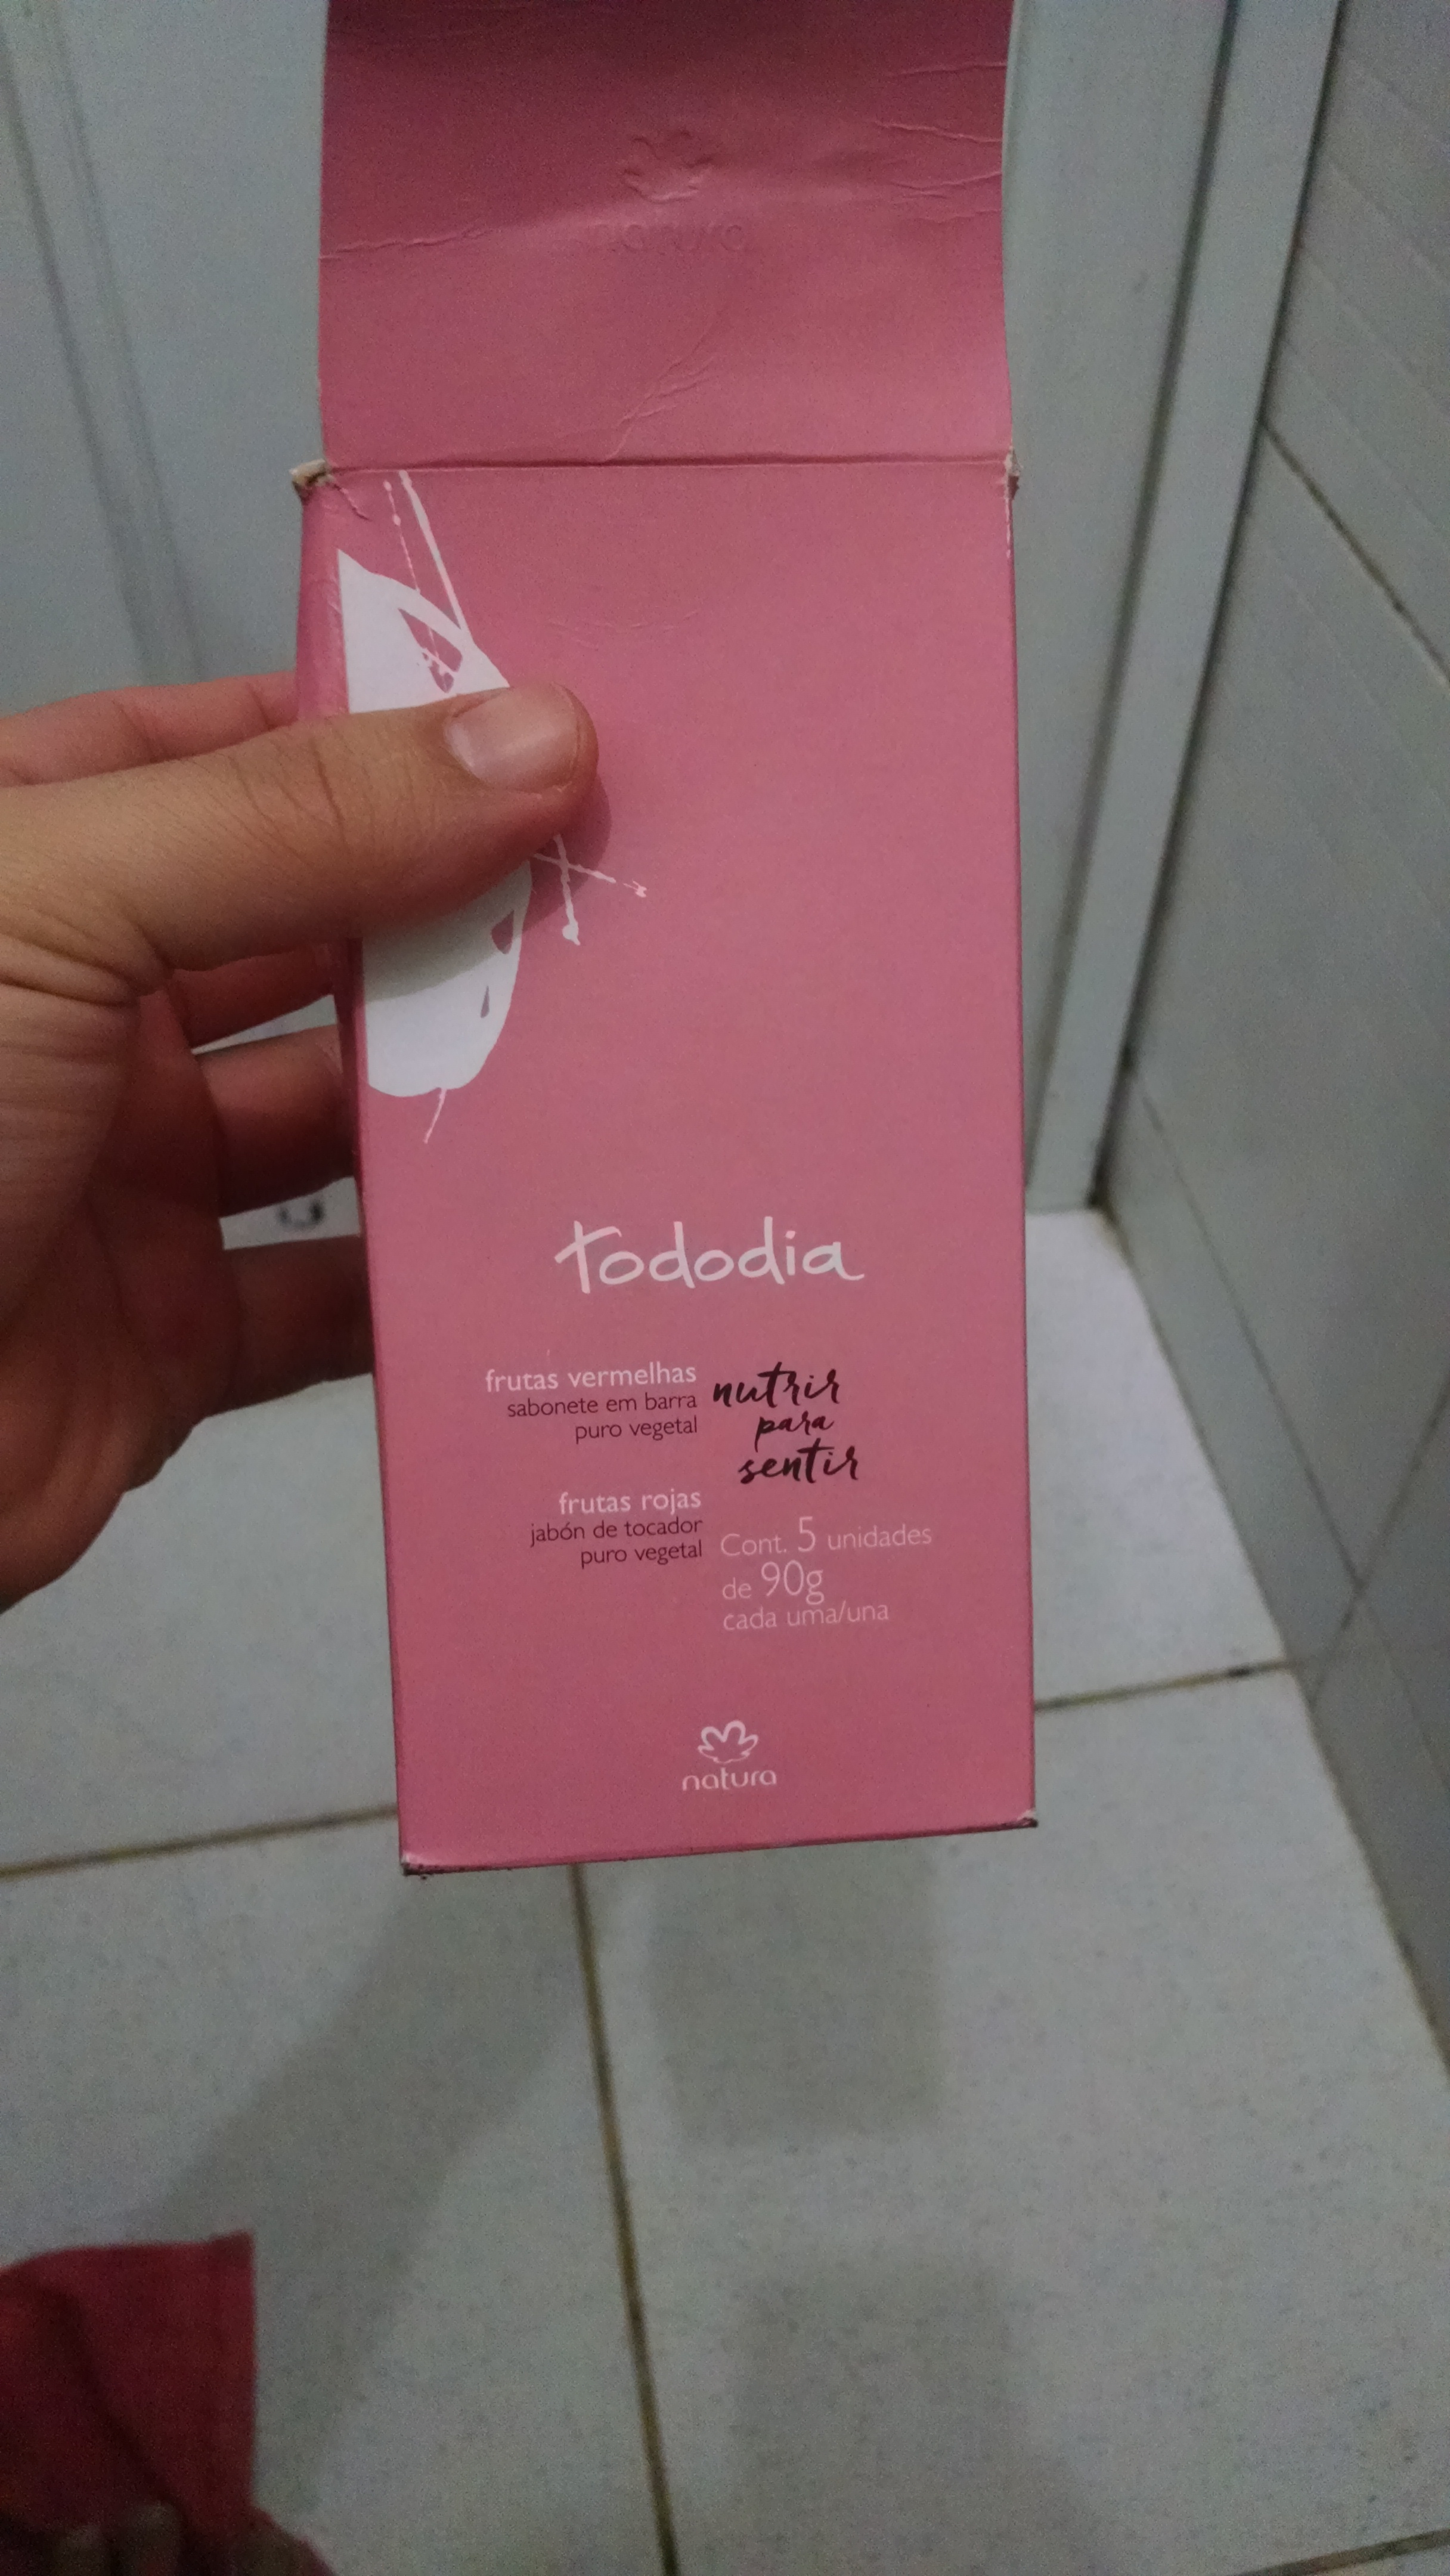 natura
tododia
frutas vermelhas
sabonete em barra
puro vegetal
nutrir
para
sentir
frutas rojas
jabón de tocador
puro vegetal
Cont. 5 unidades
de 90g
cada uma/una
natura